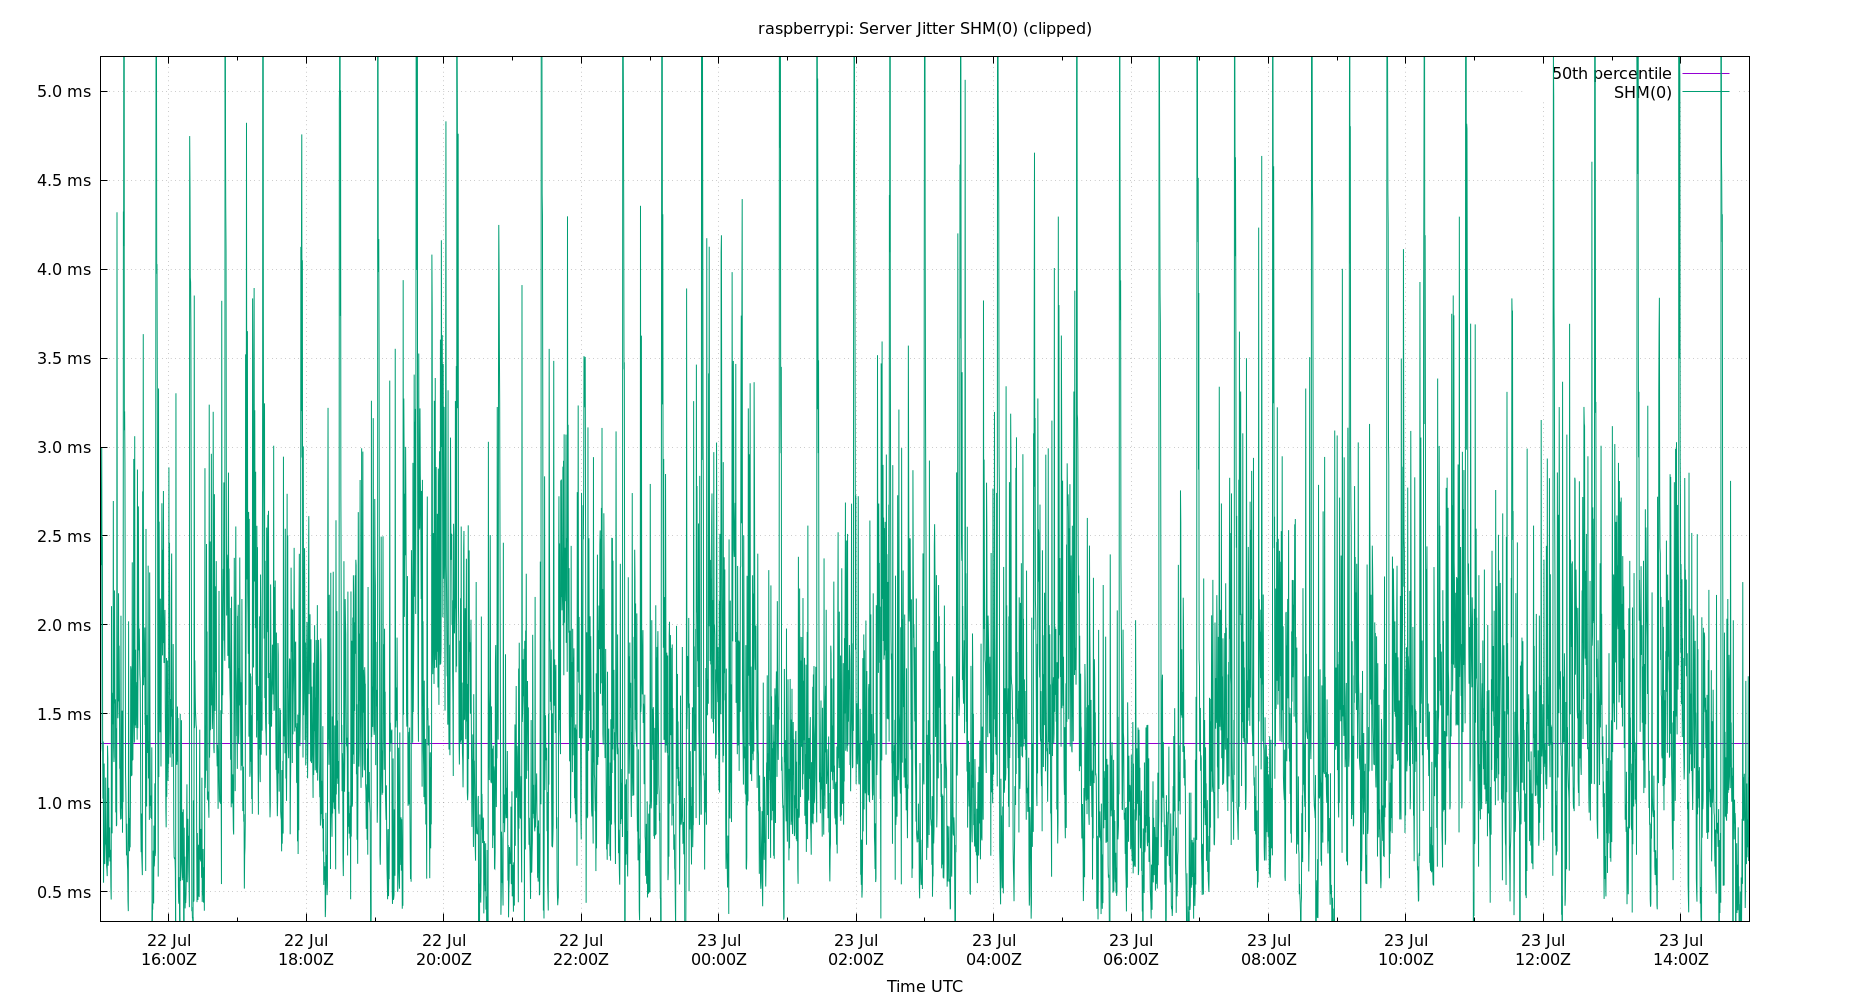 raspberrypi: Server Jitter SHM(0) (clipped)
50th percentile
SHM(0)
5.0 ms
4.5 ms
4.0 ms
3.5 ms
3.0 ms
2.5 ms
2.0 ms
1.5 ms
1.0 ms
0.5 ms
22 Jul 22 Jul 22 Jul 22 Jul 23 Jul 23 Jul 23 Jul 23 Jul 23 Jul 23 Jul 23 Jul 23 Jul
16:00Z 18:00Z 20:00Z 22:00Z 00:00Z 02:00Z 04:00Z 06:00Z 08:00Z 10:00Z 12:00Z 14:00Z
Time UTC